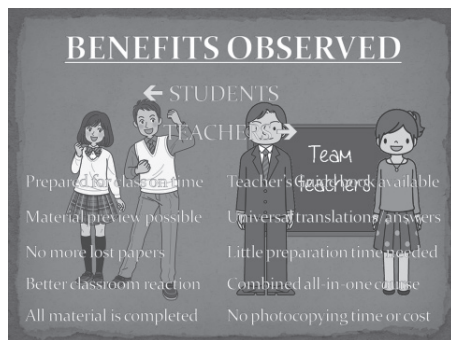 BENEFITS OBSERVED
← STUDENTS
TEACHERS →
Team
teachers
Prepared for class on time
Material preview possible
No more lost papers
Better classroom reaction
All material is completed
Teacher's available
Universal translations/answers
Little preparation time needed
Combined all-in-one course
No photocopying time or cost